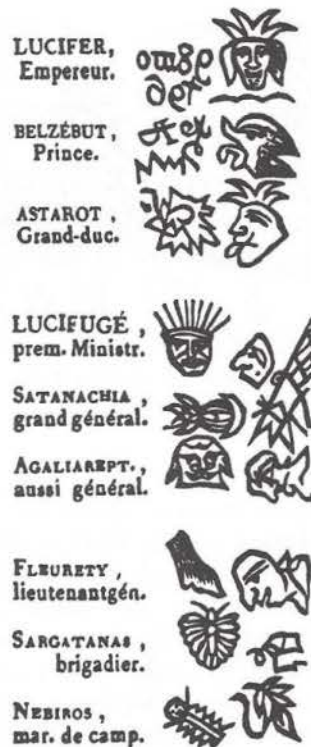 LUCIFER,
Empereur.
BELZÉBUT,
Prince.
ASTAROT,
Grand-duc.
LUCIFUGÉ,
prem. Ministr.
SATANACHIA,
grand général.
AGALIAREPT.,
aussi général.
FLEURETY,
lieutenantgén.
SARGATANAS,
brigadier.
NEBIROS,
mar. de camp.